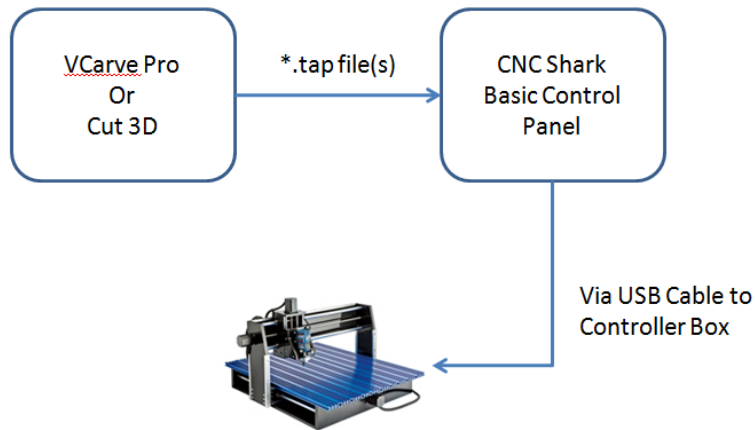 VCarve Pro
Or
Cut 3D
*.tap file(s)
CNC Shark
Basic Control
Panel
Via USB Cable to
Controller Box